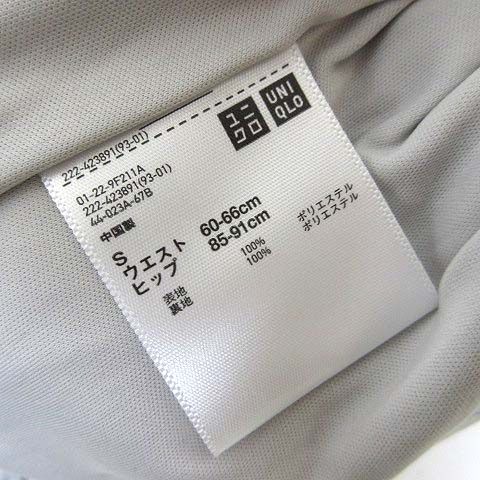 ユニ
クロ
UNI
QLO
222-423891(93-01)
01-22-9F211A
222-423891(93-01)
44-023A-67B
中国製
S
ウエスト 60-66cm
ヒップ 85-91cm
表地 100% ポリエステル
裏地 100% ポリエステル